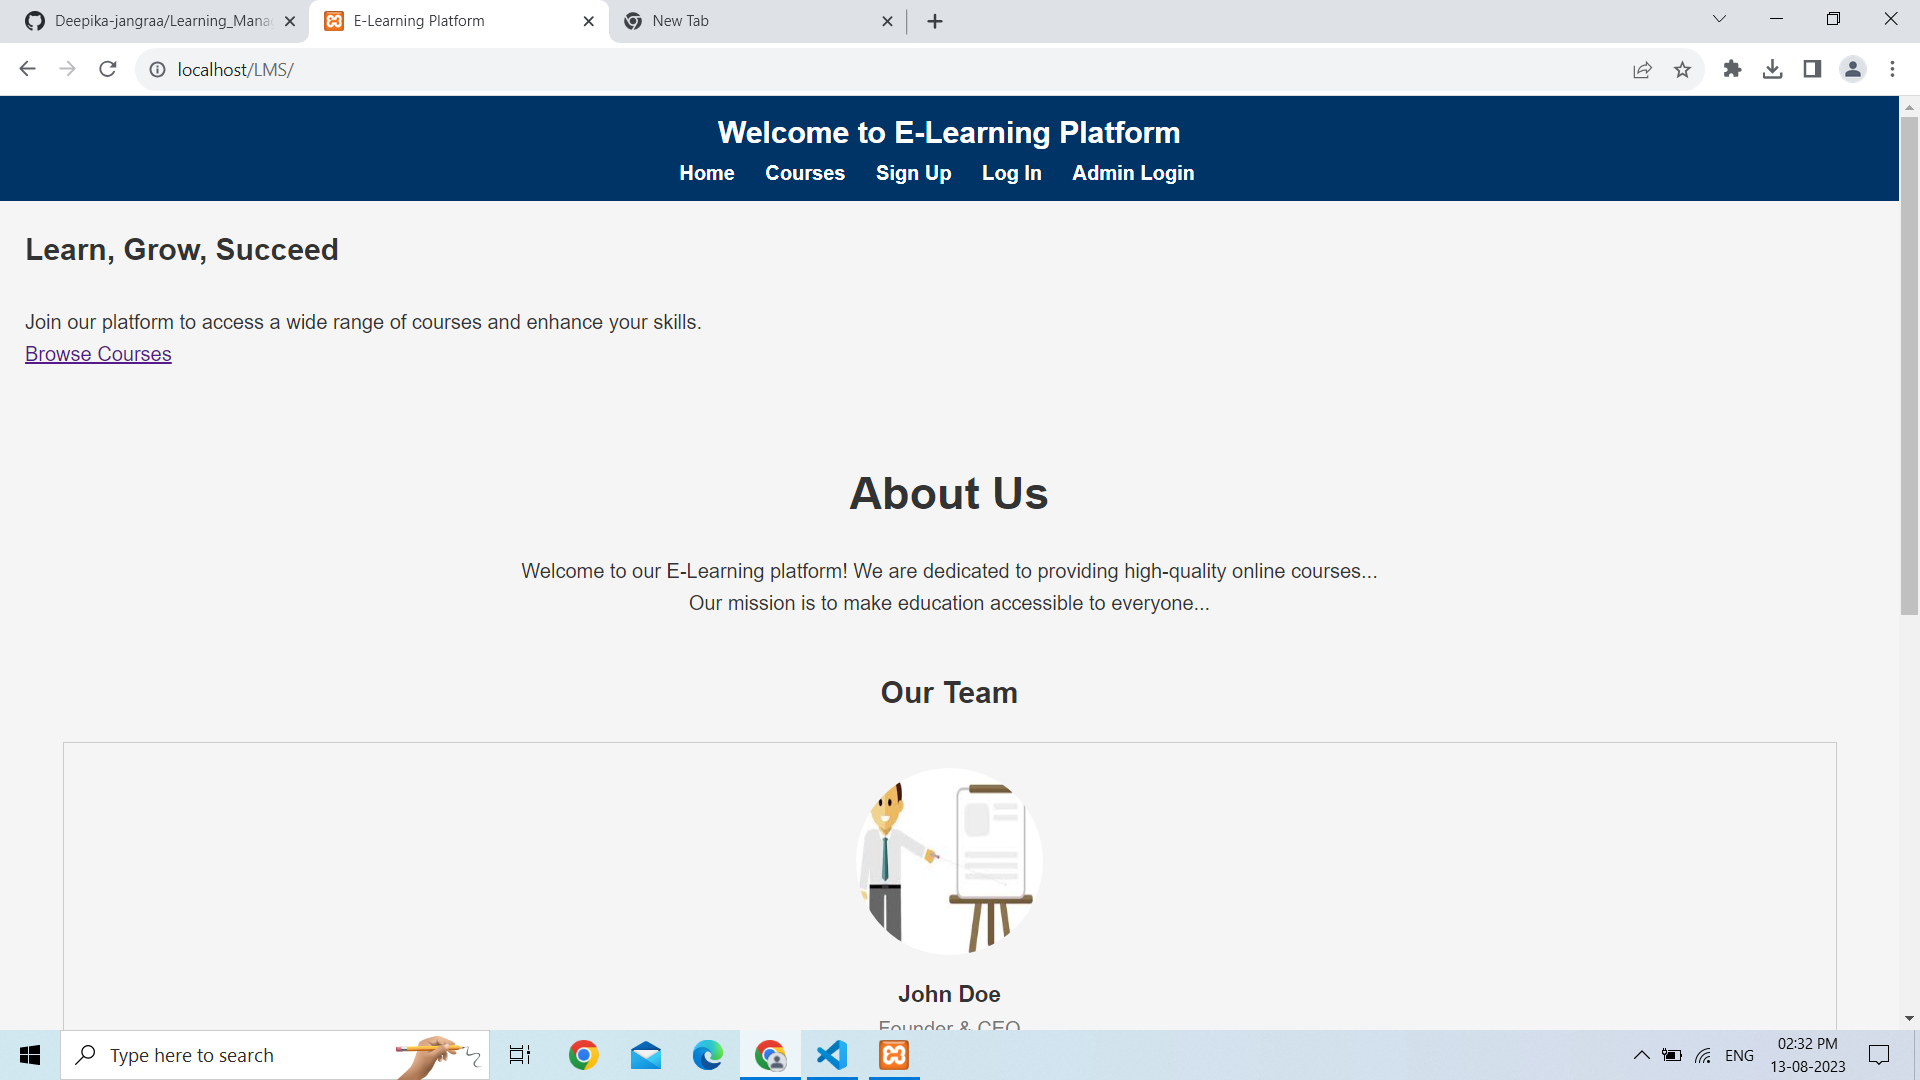 Deepika-jangraa/Learning_Mana
E-Learning Platform
New Tab
localhost/LMS/
Welcome to E-Learning Platform
Home Courses Sign Up Log In Admin Login
Learn, Grow, Succeed
Join our platform to access a wide range of courses and enhance your skills.
Browse Courses
About Us
Welcome to our E-Learning platform! We are dedicated to providing high-quality online courses...
Our mission is to make education accessible to everyone...
Our Team
John Doe
Founder & CEO
Type here to search
ENG
02:32 PM
13-08-2023